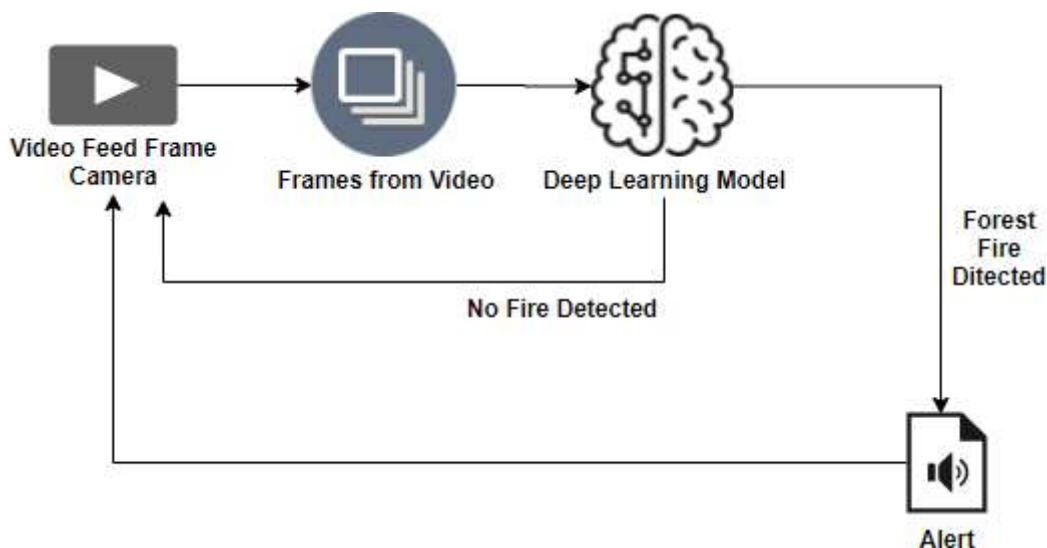 Video Feed Frame
Camera
Frames from Video
Deep Learning Model
Forest
Fire
Ditected
No Fire Detected
Alert